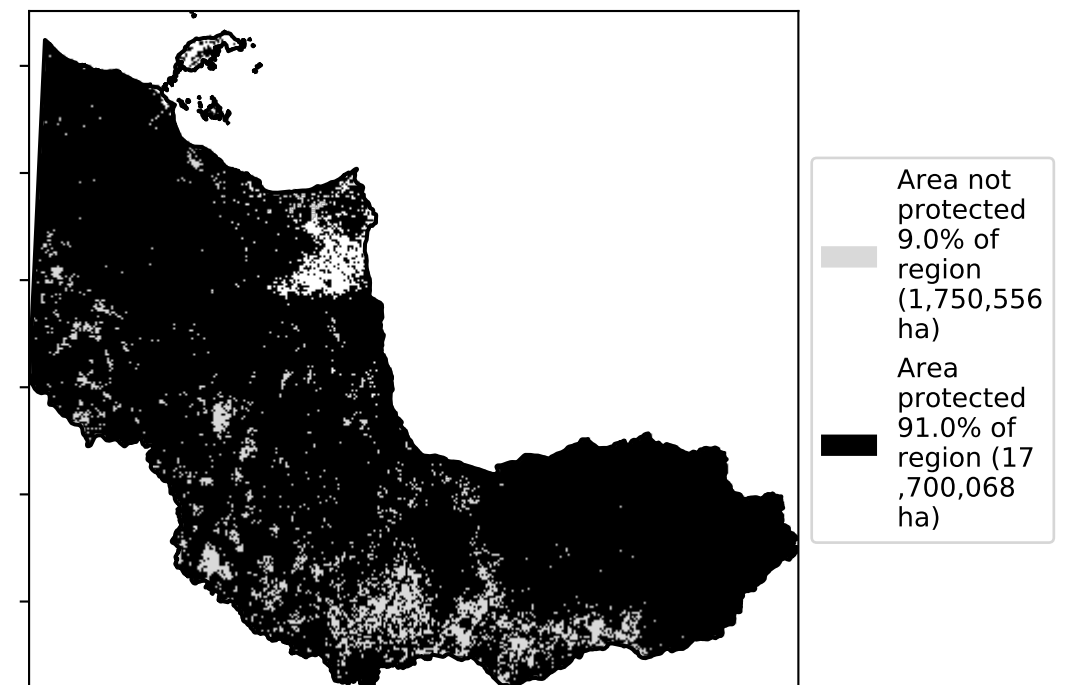 Area not
protected
9.0% of
region
(1,750,556
ha)
Area
protected
91.0% of
region (17
,700,068
ha)